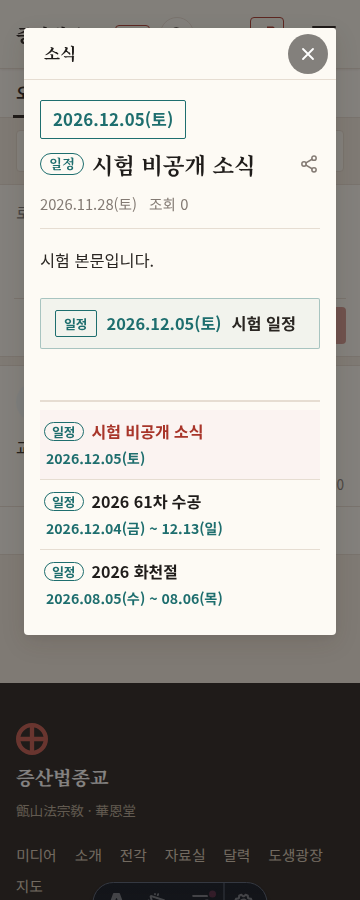 소식
2026.12.05(토)
일정 시험 비공개 소식
2026.11.28(토) 조회 0
시험 본문입니다.
일정 2026.12.05(토) 시험 일정
일정 시험 비공개 소식
2026.12.05(토)
일정 2026 61차 수공
2026.12.04(금) ~ 12.13(일)
일정 2026 화천절
2026.08.05(수) ~ 08.06(목)
증산법종교
甑山法宗教 · 華恩堂
미디어 소개 전각 자료실 달력 도생광장
지도